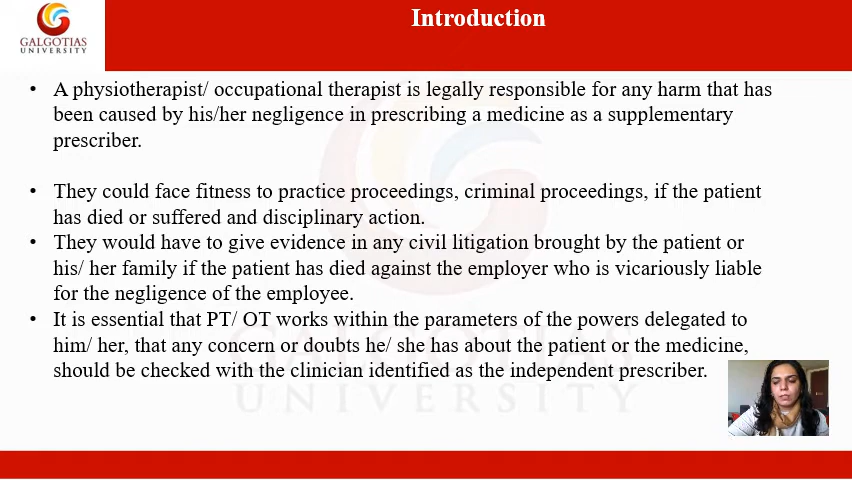 Introduction
GALGOTIAS
UNIVERSITY
• A physiotherapist/ occupational therapist is legally responsible for any harm that has
been caused by his/her negligence in prescribing a medicine as a supplementary
prescriber.
• They could face fitness to practice proceedings, criminal proceedings, if the patient
has died or suffered and disciplinary action.
• They would have to give evidence in any civil litigation brought by the patient or
his/ her family if the patient has died against the employer who is vicariously liable
for the negligence of the employee.
• It is essential that PT/ OT works within the parameters of the powers delegated to
him/ her, that any concern or doubts he/ she has about the patient or the medicine,
should be checked with the clinician identified as the independent prescriber.
GALGOTIAS
UNIVERSITY